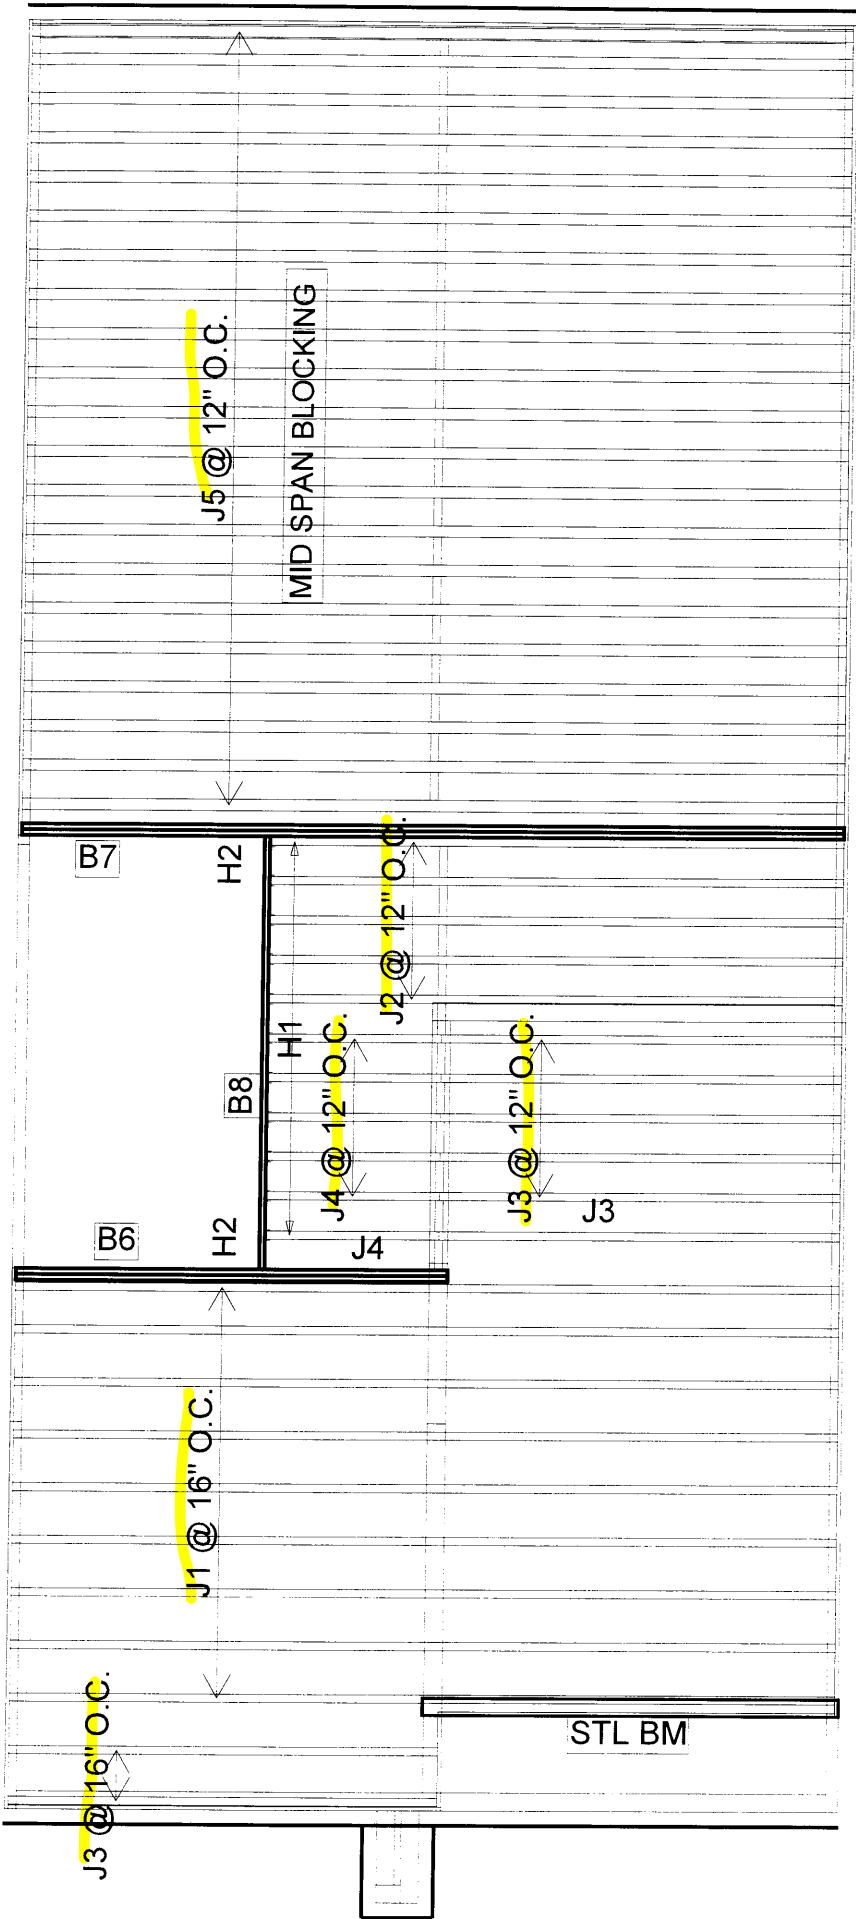 J5 @ 12" O.C.
MID SPAN BLOCKING
B7
H2
J2 @ 12" O.C.
H1
B8
J4 @ 12" O.C.
J3 @ 12" O.C.
J3
J4
B6
H2
J1 @ 16" O.C.
J3 @ 16" O.C.
STL BM